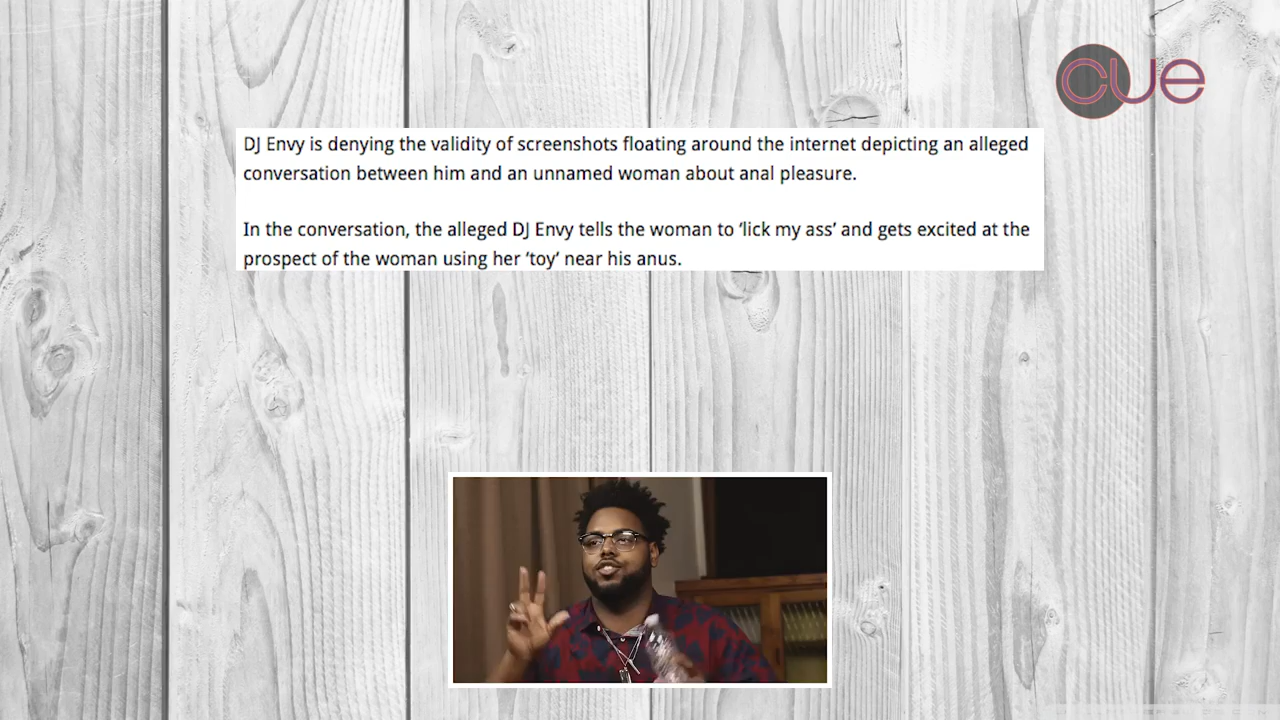 cue
DJ Envy is denying the validity of screenshots floating around the internet depicting an alleged
conversation between him and an unnamed woman about anal pleasure.
In the conversation, the alleged DJ Envy tells the woman to ‘lick my ass’ and gets excited at the
prospect of the woman using her ‘toy’ near his anus.